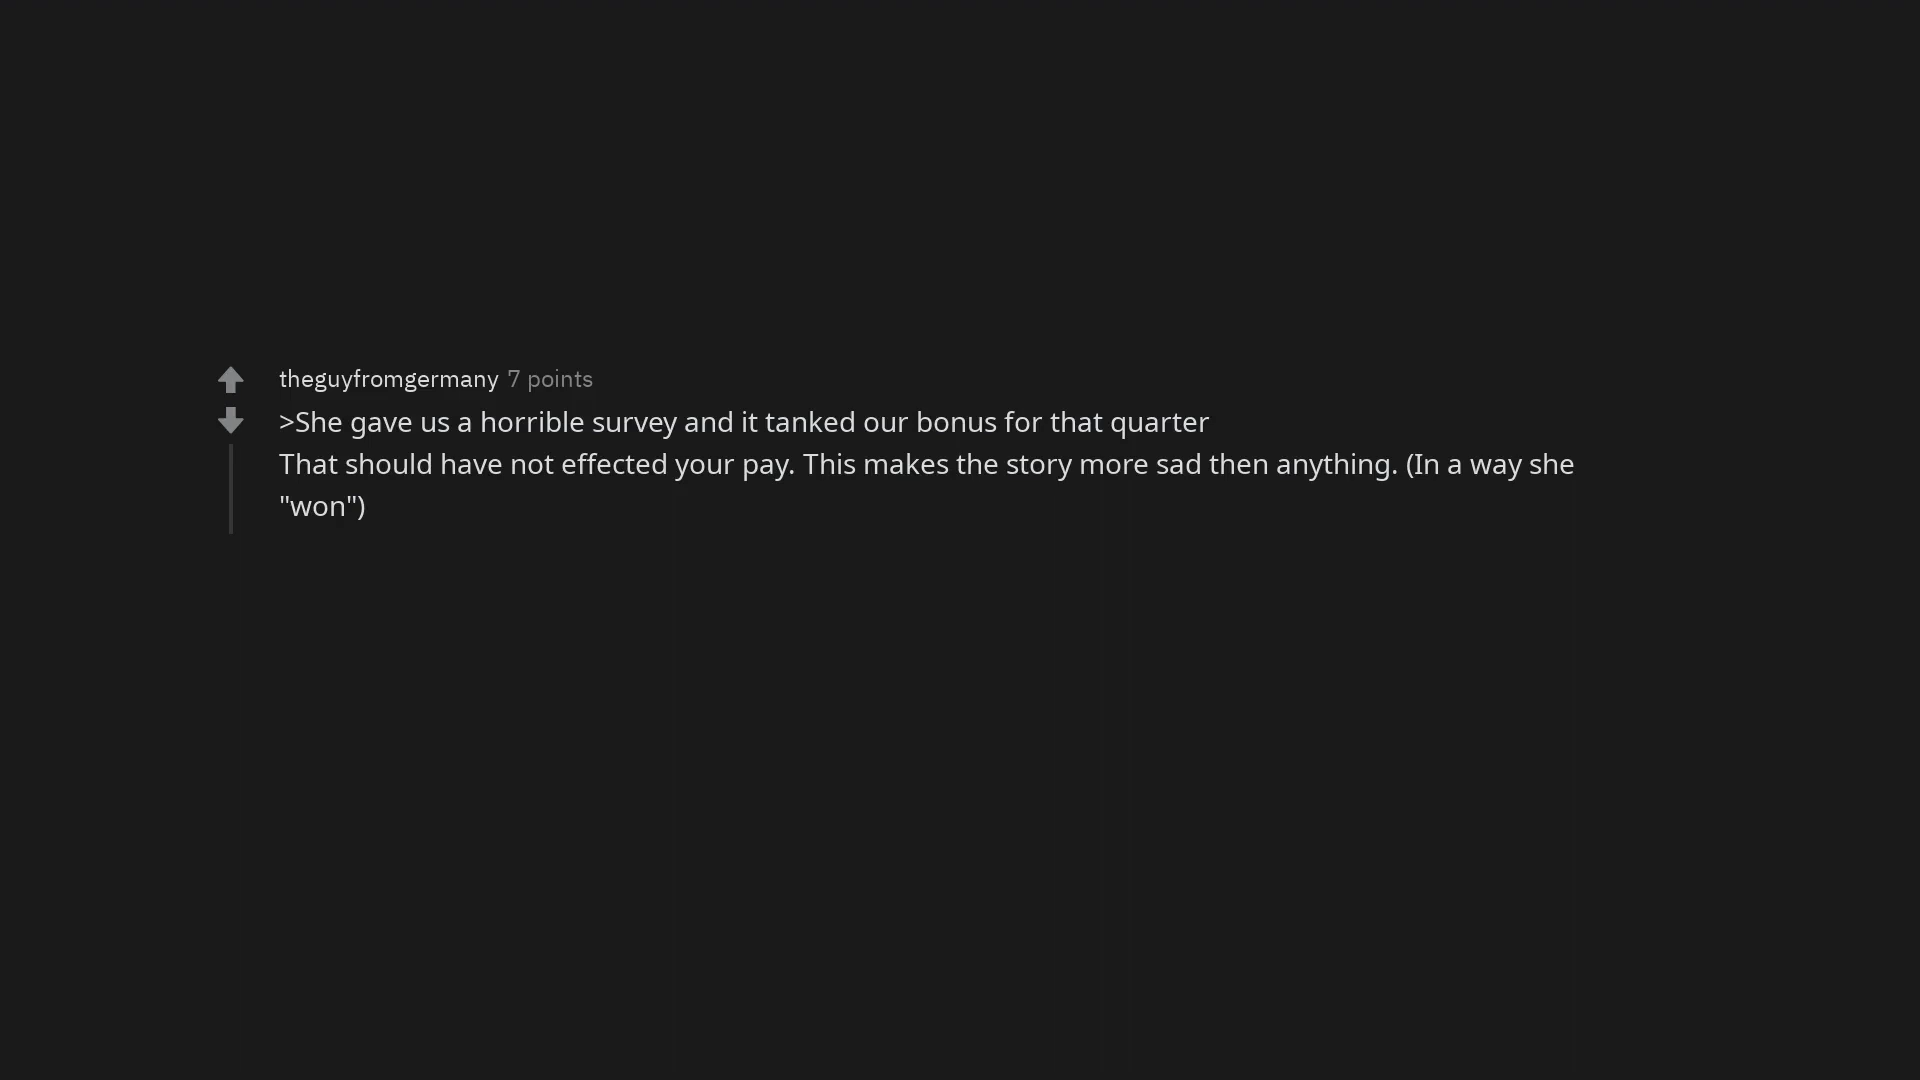 theguyfromgermany 7 points
>She gave us a horrible survey and it tanked our bonus for that quarter
That should have not effected your pay. This makes the story more sad then anything. (In a way she
"won")